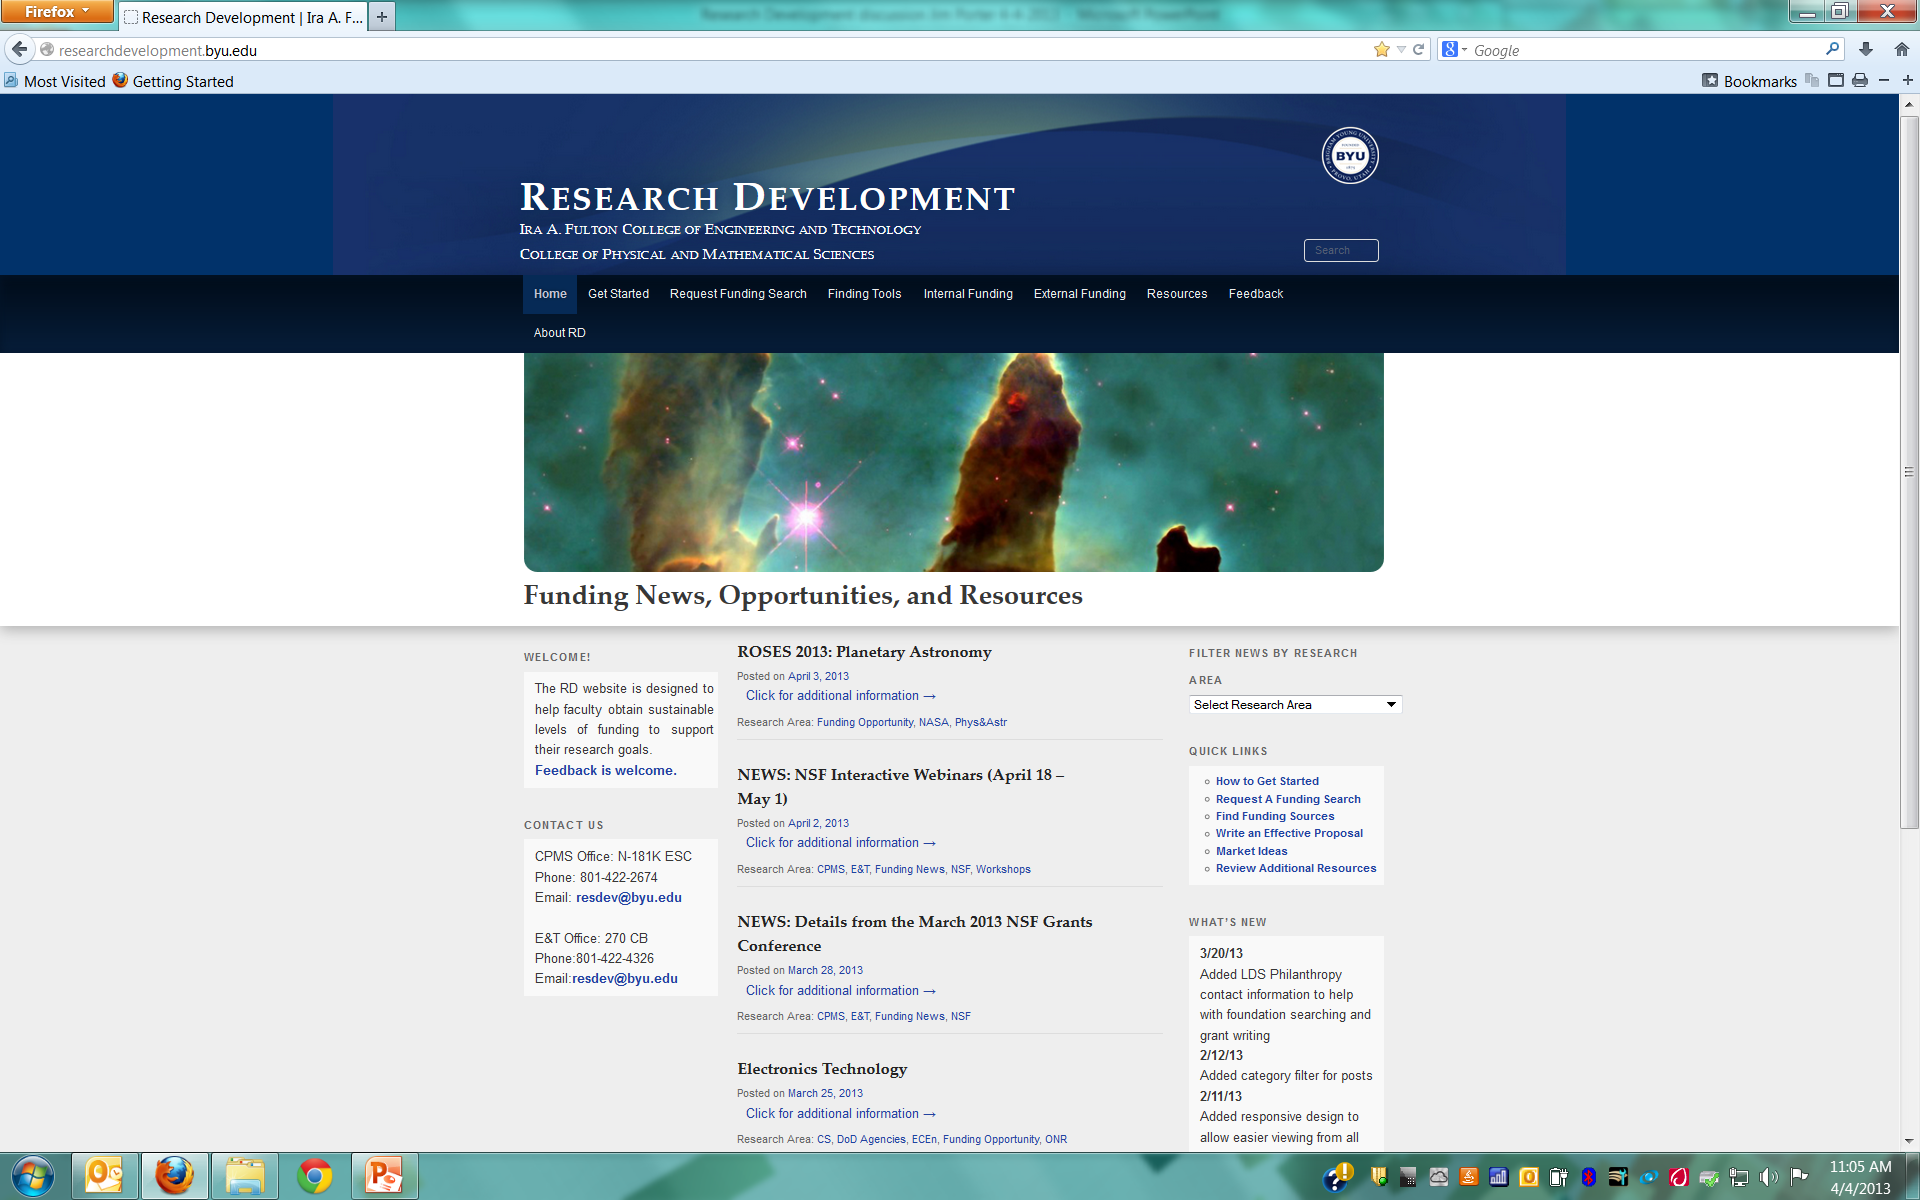 Firefox
Research Development | Ira A. F...
researchdevelopment.byu.edu
Google
Most Visited
Getting Started
Bookmarks
BYU
RESEARCH DEVELOPMENT
IRA A. FULTON COLLEGE OF ENGINEERING AND TECHNOLOGY
COLLEGE OF PHYSICAL AND MATHEMATICAL SCIENCES
Search
Home Get Started Request Funding Search Finding Tools Internal Funding External Funding Resources Feedback
About RD
Funding News, Opportunities, and Resources
WELCOME!
The RD website is designed to
help faculty obtain sustainable
levels of funding to support
their research goals.
Feedback is welcome.
CONTACT US
CPMS Office: N-181K ESC
Phone: 801-422-2674
Email: resdev@byu.edu
E&T Office: 270 CB
Phone:801-422-4326
Email:resdev@byu.edu
ROSES 2013: Planetary Astronomy
Posted on April 3, 2013
Click for additional information →
Research Area: Funding Opportunity, NASA, Phys&Astr
NEWS: NSF Interactive Webinars (April 18 –
May 1)
Posted on April 2, 2013
Click for additional information →
Research Area: CPMS, E&T, Funding News, NSF, Workshops
NEWS: Details from the March 2013 NSF Grants
Conference
Posted on March 28, 2013
Click for additional information →
Research Area: CPMS, E&T, Funding News, NSF
Electronics Technology
Posted on March 25, 2013
Click for additional information →
Research Area: CS, DoD Agencies, ECEn, Funding Opportunity, ONR
FILTER NEWS BY RESEARCH
AREA
Select Research Area
QUICK LINKS
How to Get Started
Request A Funding Search
Find Funding Sources
Write an Effective Proposal
Market Ideas
Review Additional Resources
WHAT'S NEW
3/20/13
Added LDS Philanthropy
contact information to help
with foundation searching and
grant writing
2/12/13
Added category filter for posts
2/11/13
Added responsive design to
allow easier viewing from all
11:05 AM
4/4/2013